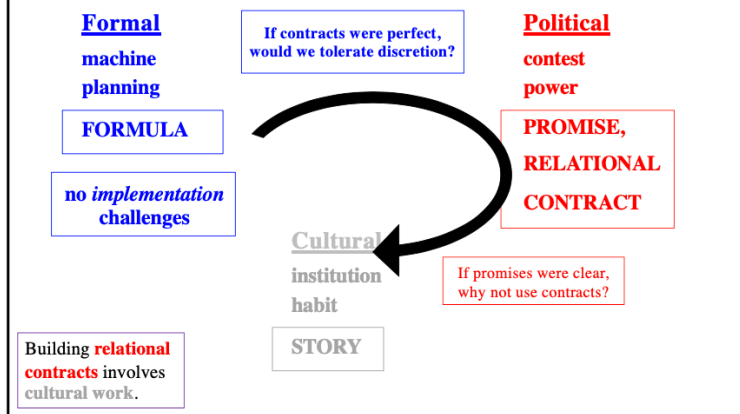 Formal
machine
planning
FORMULA
no implementation
challenges
If contracts were perfect,
would we tolerate discretion?
Political
contest
power
PROMISE,
RELATIONAL
CONTRACT
If promises were clear,
why not use contracts?
Cultural
institution
habit
STORY
Building relational
contracts involves
cultural work.